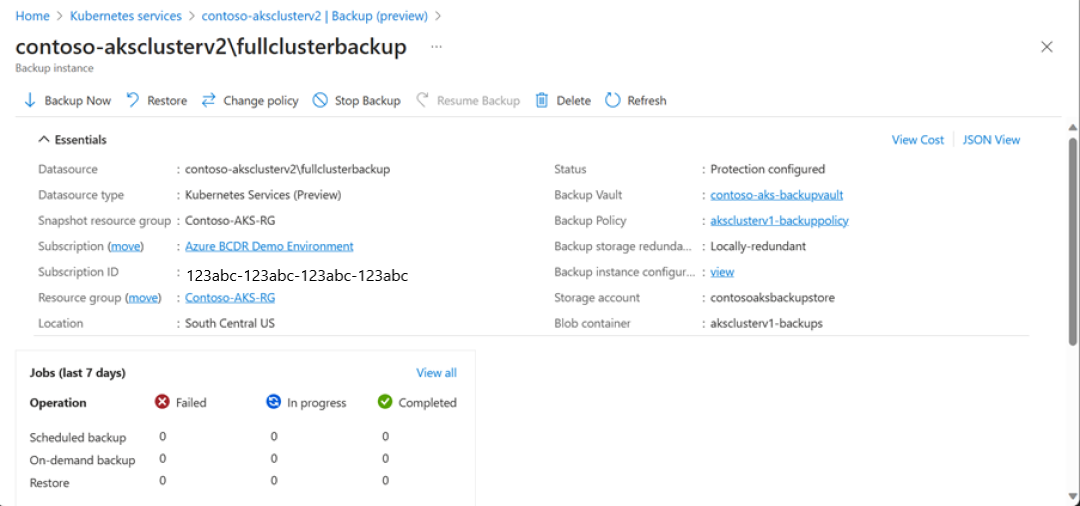 Home > Kubernetes services > contoso-aksclusterv2 | Backup (preview) >
contoso-aksclusterv2\fullclusterbackup ...
Backup instance
Backup Now Restore Change policy Stop Backup Resume Backup Delete Refresh
Essentials View Cost JSON View
Datasource : contoso-aksclusterv2\fullclusterbackup Status : Protection configured
Datasource type : Kubernetes Services (Preview) Backup Vault : contoso-aks-backupvault
Snapshot resource group : Contoso-AKS-RG Backup Policy : aksclusterv1-backuppolicy
Subscription (move) : Azure BCDR Demo Environment Backup storage redunda... : Locally-redundant
Subscription ID : 123abc-123abc-123abc-123abc Backup instance configur... : view
Resource group (move) : Contoso-AKS-RG Storage account : contosoaksbackupstore
Location : South Central US Blob container : aksclusterv1-backups
Jobs (last 7 days) View all
Operation Failed In progress Completed
Scheduled backup 0 0 0
On-demand backup 0 0 0
Restore 0 0 0